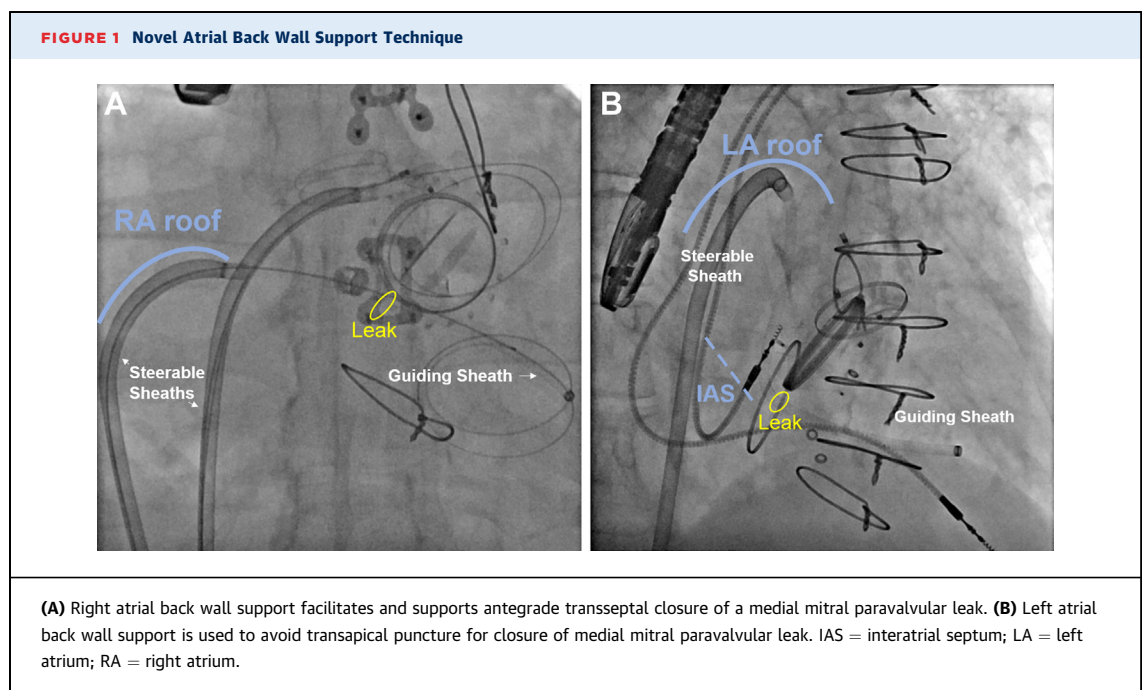 FIGURE 1 Novel Atrial Back Wall Support Technique
A
RA roof
Leak
Steerable
Sheaths
Guiding Sheath
B
LA roof
Steerable
Sheath
IAS
Leak
Guiding Sheath
(A) Right atrial back wall support facilitates and supports antegrade transseptal closure of a medial mitral paravalvular leak. (B) Left atrial
back wall support is used to avoid transapical puncture for closure of medial mitral paravalvular leak. IAS = interatrial septum; LA = left
atrium; RA = right atrium.